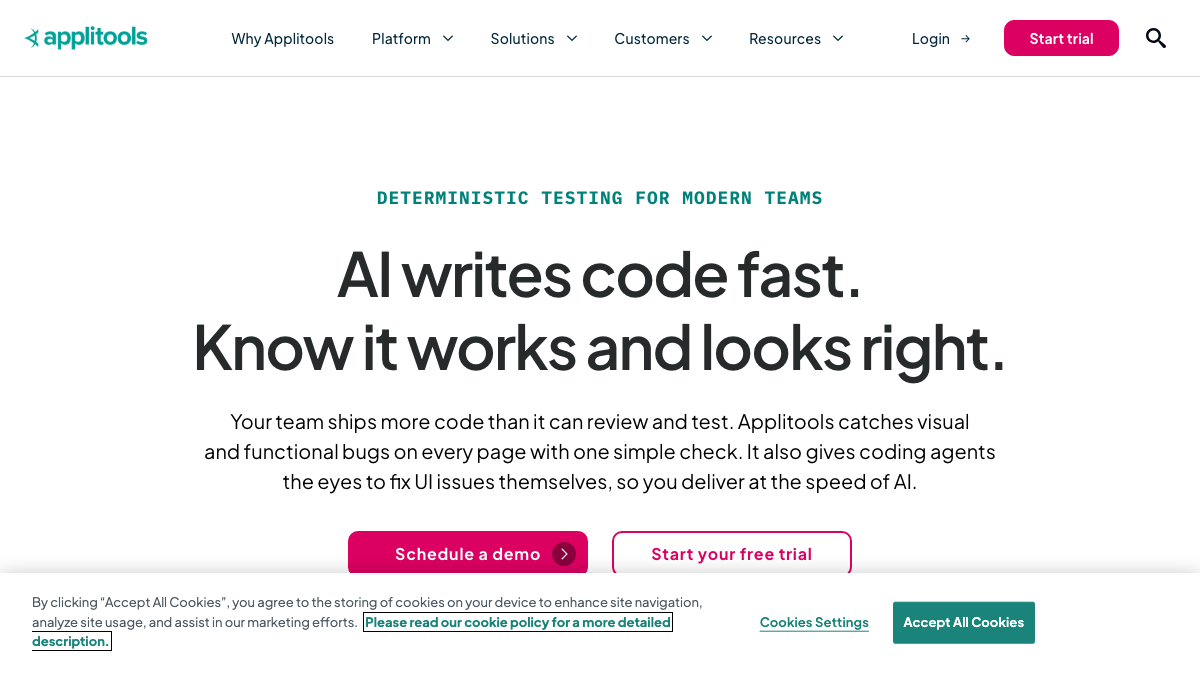 applitools
Why Applitools
Platform
Solutions
Customers
Resources
Login
Start trial
DETERMINISTIC TESTING FOR MODERN TEAMS
AI writes code fast.
Know it works and looks right.
Your team ships more code than it can review and test. Applitools catches visual
and functional bugs on every page with one simple check. It also gives coding agents
the eyes to fix UI issues themselves, so you deliver at the speed of AI.
Schedule a demo
Start your free trial
By clicking “Accept All Cookies”, you agree to the storing of cookies on your device to enhance site navigation,
analyze site usage, and assist in our marketing efforts. Please read our cookie policy for a more detailed
description.
Cookies Settings
Accept All Cookies